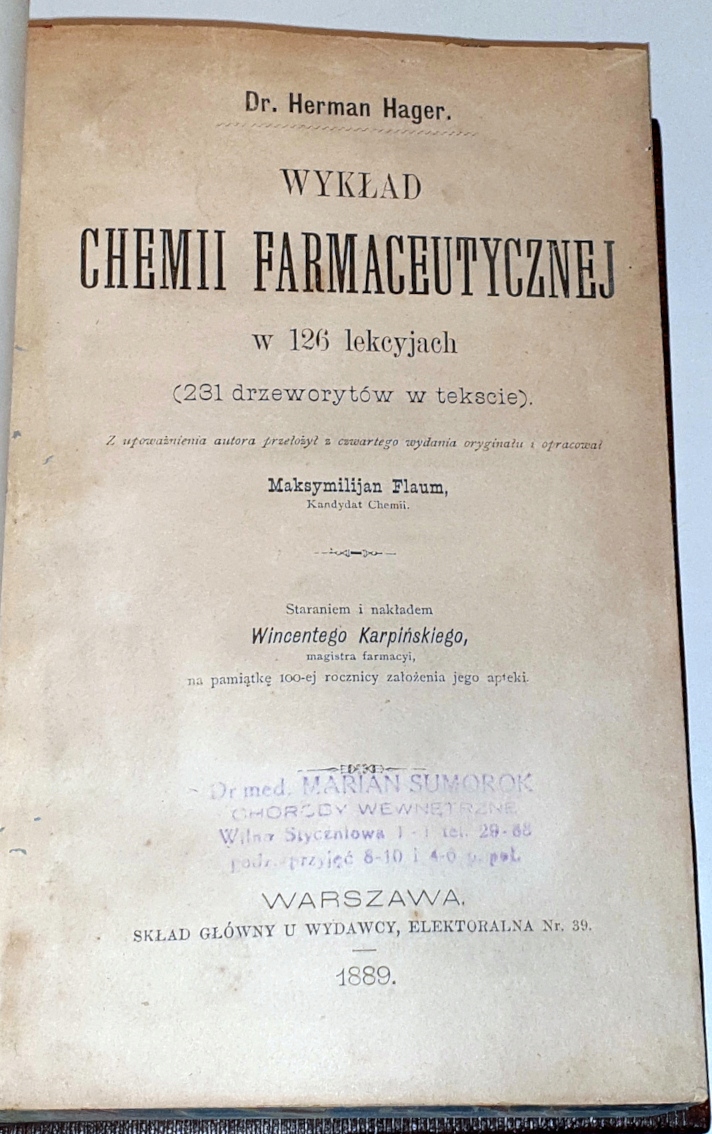 Dr. Herman Hager.
WYKŁAD
CHEMII FARMACEUTYCZNEJ
w 126 lekcyjach
(231 drzeworytów w tekscie).
Z upoważnienia autora przełożył z czwartego wydania oryginału i opracował
Maksymilijan Flaum,
Kandydat Chemii.
Staraniem i nakładem
Wincentego Karpińskiego,
magistra farmacyi,
na pamiątkę 100-ej rocznicy założenia jego apteki.
Dr med. MARIAN SUMOROK
CHOROBY WEWNĘTRZNE
Wilno Styczniowa tel. 29-68
przyjęć 8-10 i 4-6 p. poł.
WARSZAWA,
SKŁAD GŁÓWNY U WYDAWCY, ELEKTORALNA Nr. 39.
1889.